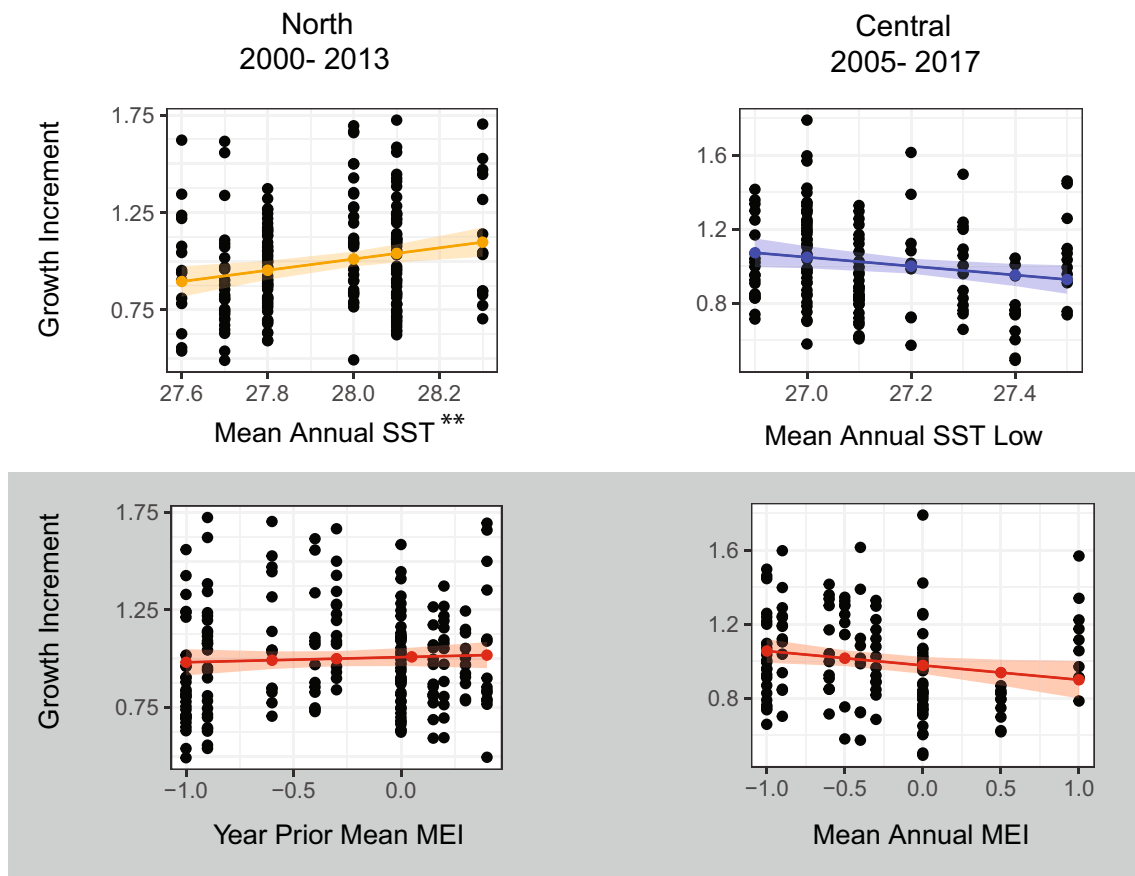 North
2000- 2013
Central
2005- 2017
Growth Increment
1.75
1.25
0.75
27.6 27.8 28.0 28.2
Mean Annual SST **
1.6
1.2
0.8
27.0 27.2 27.4
Mean Annual SST Low
Growth Increment
1.75
1.25
0.75
−1.0 −0.5 0.0
Year Prior Mean MEI
1.6
1.2
0.8
−1.0 −0.5 0.0 0.5 1.0
Mean Annual MEI